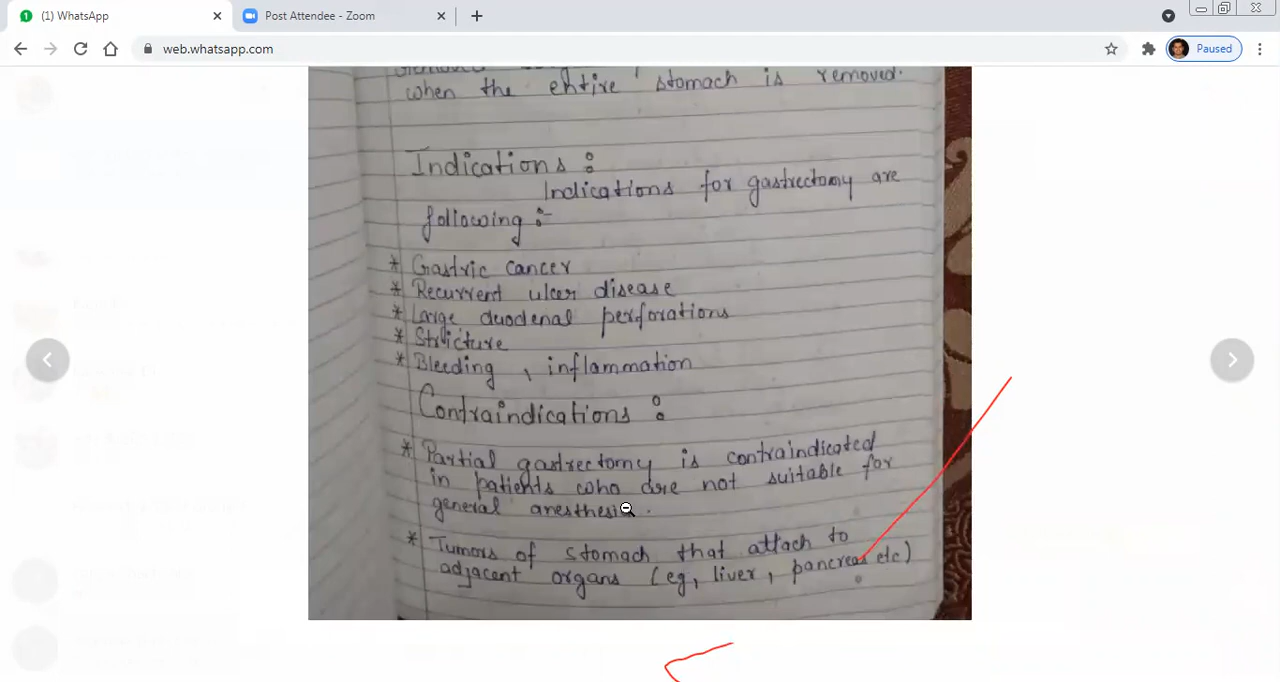 (1) WhatsApp
Post Attendee - Zoom
web.whatsapp.com
Paused
when the entire stomach is removed.
Indications :
Indications for gastrectomy are
following :-
* Gastric cancer
* Recurrent ulcer disease
* Large duodenal perforations
* Stricture
* Bleeding , inflammation
Contraindications :
* Partial gastrectomy is contraindicated
in patients who are not suitable for
general anesthesia.
* Tumors of stomach that attach to
adjacent organs (eg, liver, pancreas etc)